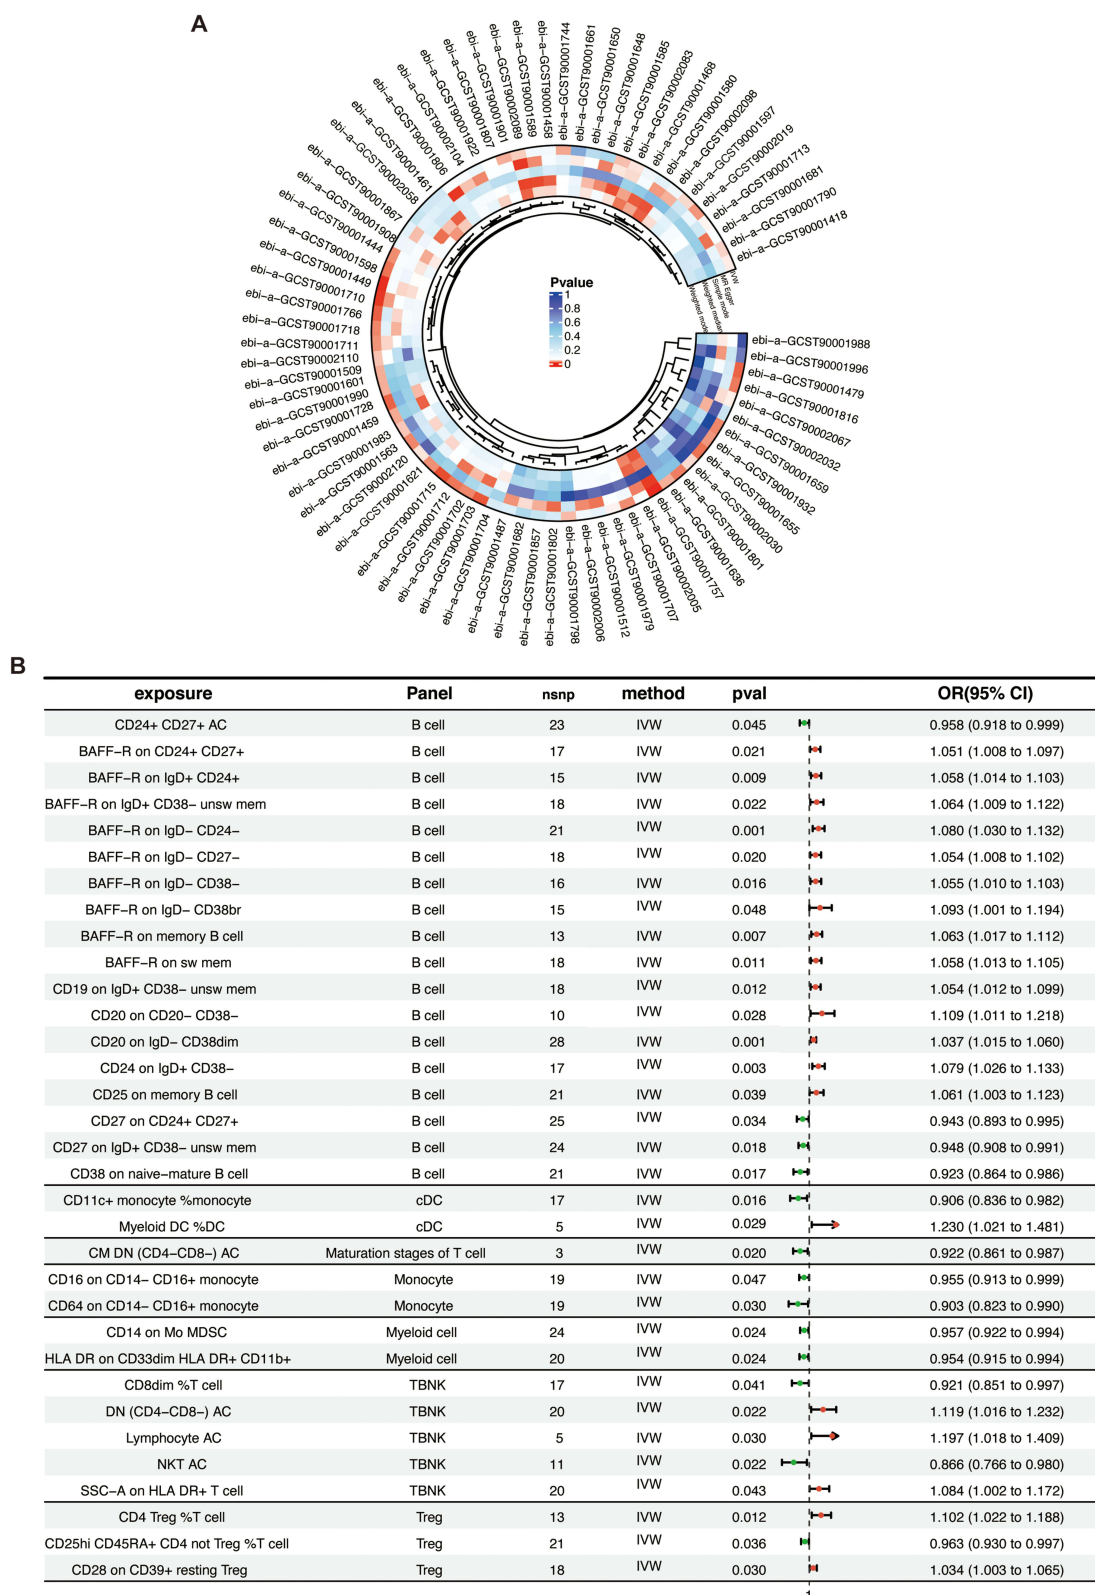 A
ebi-a-GCST90001744
ebi-a-GCST90001661
ebi-a-GCST90001650
ebi-a-GCST90001648
ebi-a-GCST90001585
ebi-a-GCST90002083
ebi-a-GCST90001468
ebi-a-GCST90001580
ebi-a-GCST90002098
ebi-a-GCST90001597
ebi-a-GCST90002019
ebi-a-GCST90001713
ebi-a-GCST90001681
ebi-a-GCST90001790
ebi-a-GCST90001418
IVW
MR Egger
Simple mode
Weighted median
Weighted mode
ebi-a-GCST90001988
ebi-a-GCST90001996
ebi-a-GCST90001479
ebi-a-GCST90001816
ebi-a-GCST90002067
ebi-a-GCST90002032
ebi-a-GCST90001659
ebi-a-GCST90001932
ebi-a-GCST90001655
ebi-a-GCST90002030
ebi-a-GCST90001801
ebi-a-GCST90001636
ebi-a-GCST90001757
ebi-a-GCST90002005
ebi-a-GCST90001707
ebi-a-GCST90001979
ebi-a-GCST90001512
ebi-a-GCST90002006
ebi-a-GCST90001798
ebi-a-GCST90001802
ebi-a-GCST90001857
ebi-a-GCST90001682
ebi-a-GCST90001487
ebi-a-GCST90001704
ebi-a-GCST90001703
ebi-a-GCST90001702
ebi-a-GCST90001712
ebi-a-GCST90001715
ebi-a-GCST90001621
ebi-a-GCST90002120
ebi-a-GCST90001563
ebi-a-GCST90001983
ebi-a-GCST90001459
ebi-a-GCST90001728
ebi-a-GCST90001990
ebi-a-GCST90001601
ebi-a-GCST90001509
ebi-a-GCST90002110
ebi-a-GCST90001711
ebi-a-GCST90001718
ebi-a-GCST90001766
ebi-a-GCST90001710
ebi-a-GCST90001449
ebi-a-GCST90001598
ebi-a-GCST90001444
ebi-a-GCST90001908
ebi-a-GCST90001867
ebi-a-GCST90002058
ebi-a-GCST90001461
ebi-a-GCST90001806
ebi-a-GCST90002104
ebi-a-GCST90001922
ebi-a-GCST90001807
ebi-a-GCST90001901
ebi-a-GCST90002089
ebi-a-GCST90001589
ebi-a-GCST90001458
Pvalue
1
0.8
0.6
0.4
0.2
0
B
exposure Panel nsnp method pval OR(95% CI)
CD24+ CD27+ AC B cell 23 IVW 0.045 0.958 (0.918 to 0.999)
BAFF-R on CD24+ CD27+ B cell 17 IVW 0.021 1.051 (1.008 to 1.097)
BAFF-R on IgD+ CD24+ B cell 15 IVW 0.009 1.058 (1.014 to 1.103)
BAFF-R on IgD+ CD38- unsw mem B cell 18 IVW 0.022 1.064 (1.009 to 1.122)
BAFF-R on IgD- CD24- B cell 21 IVW 0.001 1.080 (1.030 to 1.132)
BAFF-R on IgD- CD27- B cell 18 IVW 0.020 1.054 (1.008 to 1.102)
BAFF-R on IgD- CD38- B cell 16 IVW 0.016 1.055 (1.010 to 1.103)
BAFF-R on IgD- CD38br B cell 15 IVW 0.048 1.093 (1.001 to 1.194)
BAFF-R on memory B cell B cell 13 IVW 0.007 1.063 (1.017 to 1.112)
BAFF-R on sw mem B cell 18 IVW 0.011 1.058 (1.013 to 1.105)
CD19 on IgD+ CD38- unsw mem B cell 18 IVW 0.012 1.054 (1.012 to 1.099)
CD20 on CD20- CD38- B cell 10 IVW 0.028 1.109 (1.011 to 1.218)
CD20 on IgD- CD38dim B cell 28 IVW 0.001 1.037 (1.015 to 1.060)
CD24 on IgD+ CD38- B cell 17 IVW 0.003 1.079 (1.026 to 1.133)
CD25 on memory B cell B cell 21 IVW 0.039 1.061 (1.003 to 1.123)
CD27 on CD24+ CD27+ B cell 25 IVW 0.034 0.943 (0.893 to 0.995)
CD27 on IgD+ CD38- unsw mem B cell 24 IVW 0.018 0.948 (0.908 to 0.991)
CD38 on naive-mature B cell B cell 21 IVW 0.017 0.923 (0.864 to 0.986)
CD11c+ monocyte %monocyte cDC 17 IVW 0.016 0.906 (0.836 to 0.982)
Myeloid DC %DC cDC 5 IVW 0.029 1.230 (1.021 to 1.481)
CM DN (CD4-CD8-) AC Maturation stages of T cell 3 IVW 0.020 0.922 (0.861 to 0.987)
CD16 on CD14- CD16+ monocyte Monocyte 19 IVW 0.047 0.955 (0.913 to 0.999)
CD64 on CD14- CD16+ monocyte Monocyte 19 IVW 0.030 0.903 (0.823 to 0.990)
CD14 on Mo MDSC Myeloid cell 24 IVW 0.024 0.957 (0.922 to 0.994)
HLA DR on CD33dim HLA DR+ CD11b+ Myeloid cell 20 IVW 0.024 0.954 (0.915 to 0.994)
CD8dim %T cell TBNK 17 IVW 0.041 0.921 (0.851 to 0.997)
DN (CD4-CD8-) AC TBNK 20 IVW 0.022 1.119 (1.016 to 1.232)
Lymphocyte AC TBNK 5 IVW 0.030 1.197 (1.018 to 1.409)
NKT AC TBNK 11 IVW 0.022 0.866 (0.766 to 0.980)
SSC-A on HLA DR+ T cell TBNK 20 IVW 0.043 1.084 (1.002 to 1.172)
CD4 Treg %T cell Treg 13 IVW 0.012 1.102 (1.022 to 1.188)
CD25hi CD45RA+ CD4 not Treg %T cell Treg 21 IVW 0.036 0.963 (0.930 to 0.997)
CD28 on CD39+ resting Treg Treg 18 IVW 0.030 1.034 (1.003 to 1.065)